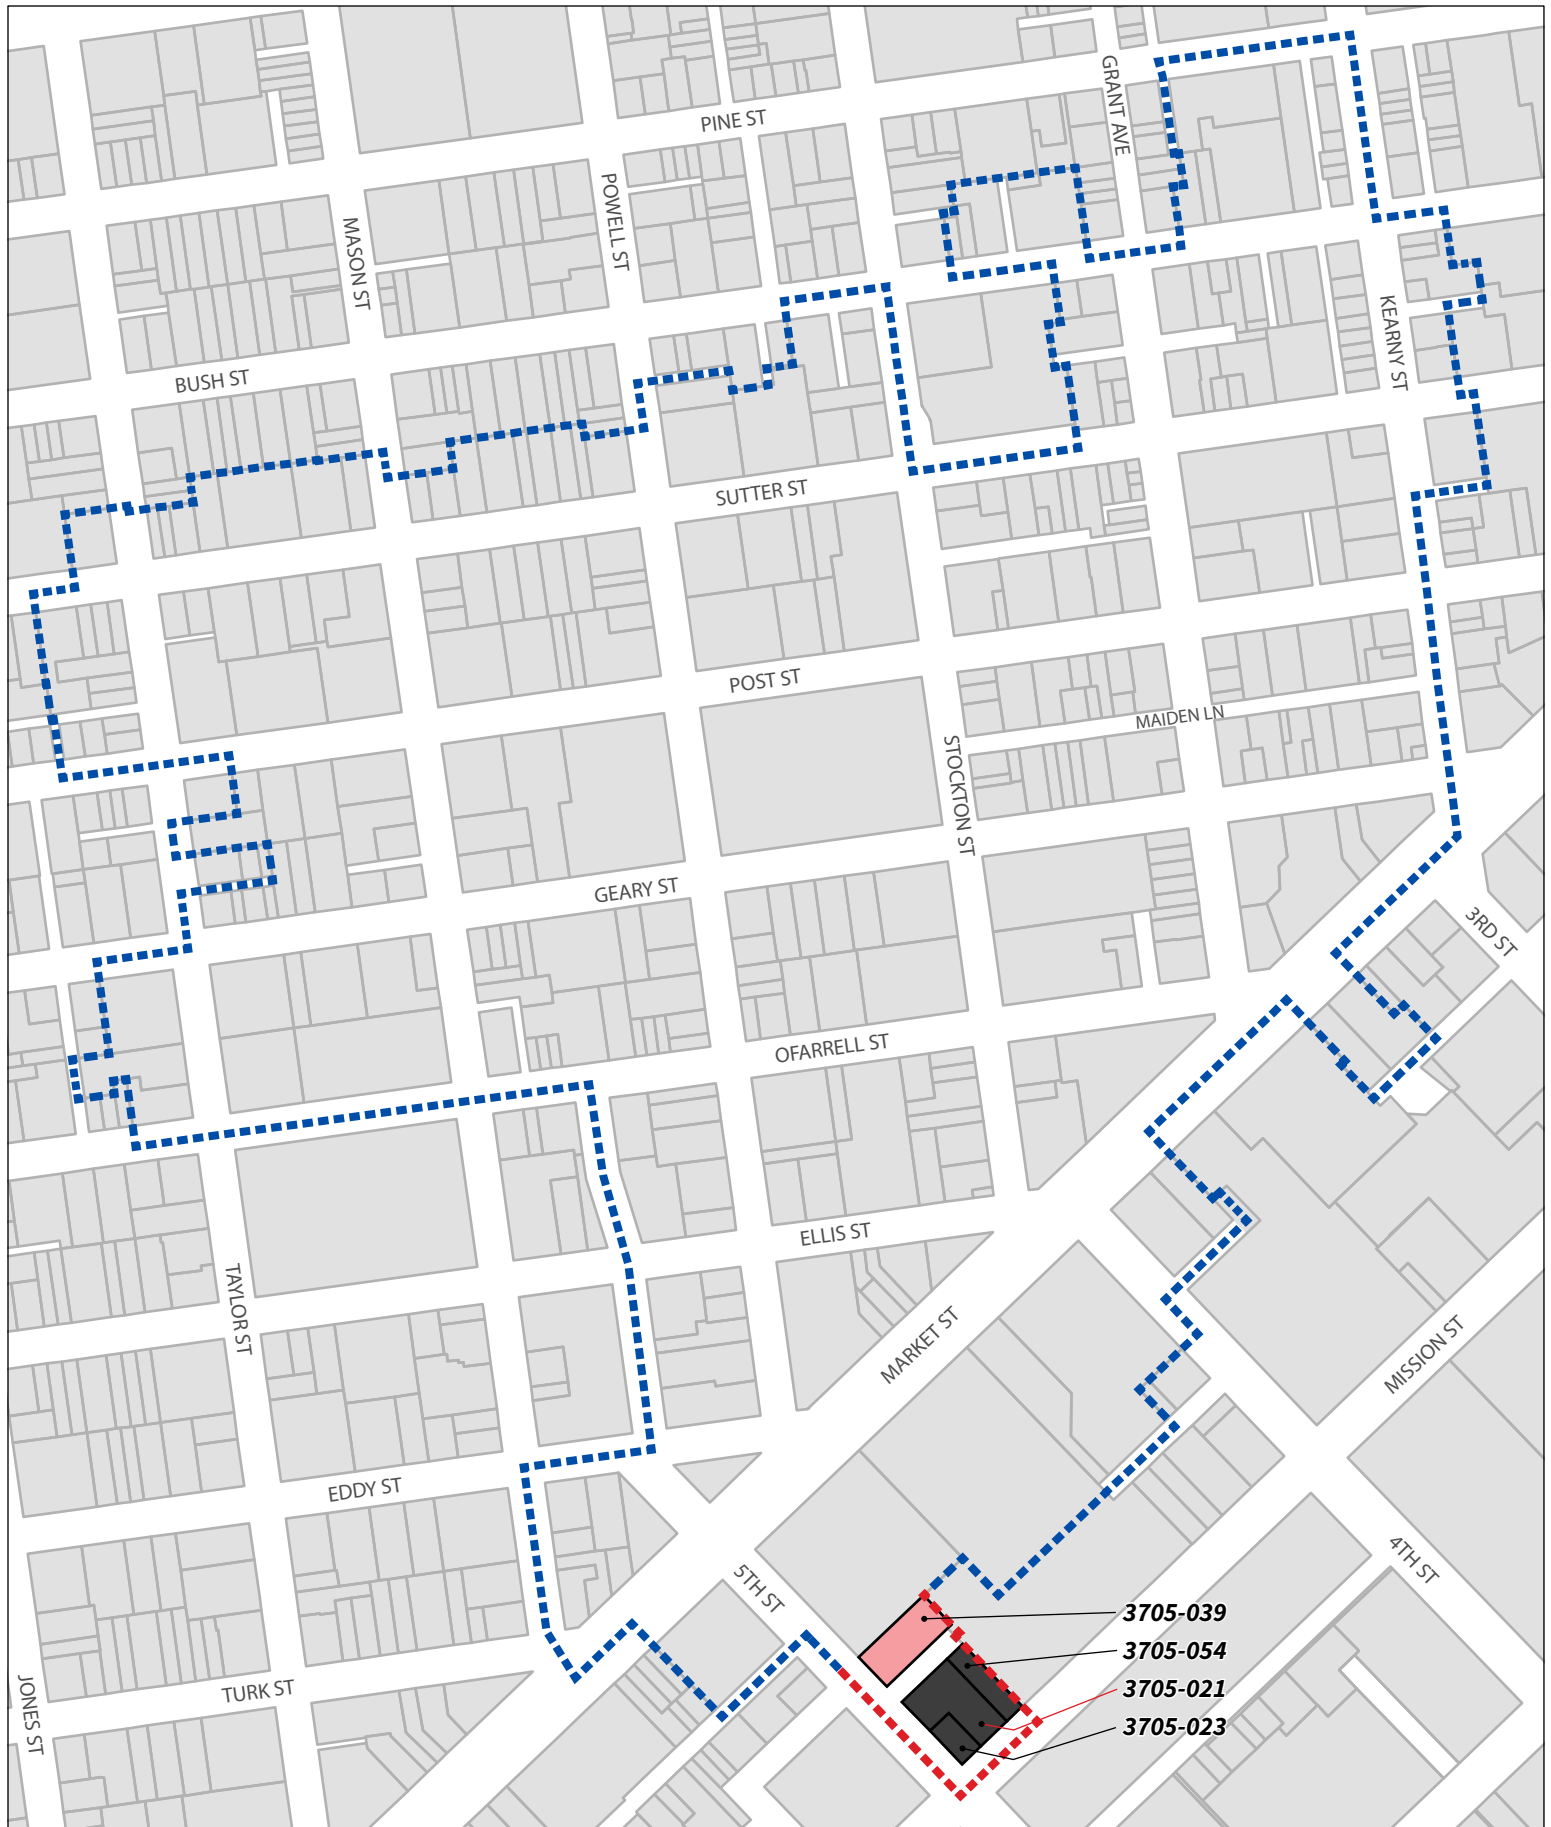 PINE ST
GRANT AVE
POWELL ST
MASON ST
KEARNY ST
BUSH ST
SUTTER ST
POST ST
MAIDEN LN
STOCKTON ST
GEARY ST
3RD ST
OFARRELL ST
ELLIS ST
TAYLOR ST
MARKET ST
MISSION ST
EDDY ST
5TH ST
4TH ST
3705-039
3705-054
3705-021
3705-023
JONES ST
TURK ST